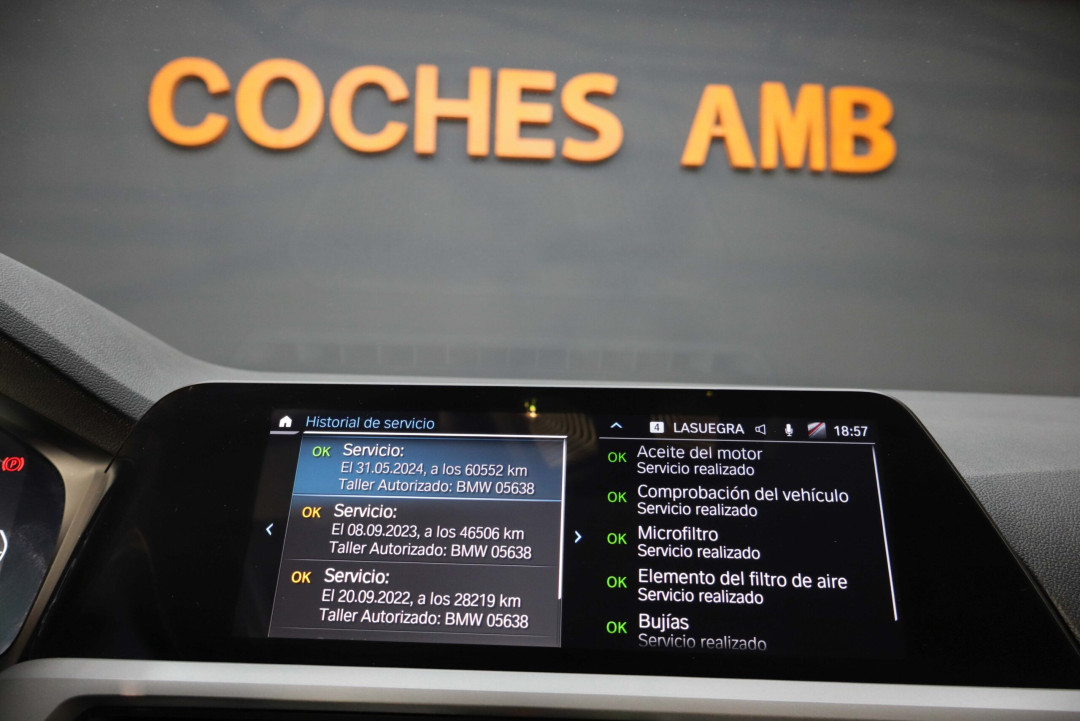 COCHES AMB
Historial de servicio
OK Servicio:
El 31.05.2024, a los 60552 km
Taller Autorizado: BMW 05638
OK Servicio:
El 08.09.2023, a los 46506 km
Taller Autorizado: BMW 05638
OK Servicio:
El 20.09.2022, a los 28219 km
Taller Autorizado: BMW 05638
4 LASUEGRA 18:57
OK Aceite del motor
Servicio realizado
OK Comprobación del vehículo
Servicio realizado
OK Microfiltro
Servicio realizado
OK Elemento del filtro de aire
Servicio realizado
OK Bujías
Servicio realizado
P